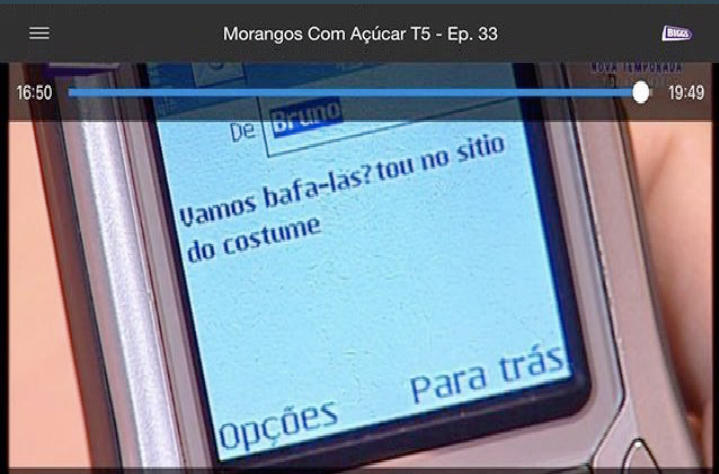 Morangos Com Açúcar T5 - Ep. 33
BIGGS
NOVA TEMPORADA
16:50
19:49
De Bruno
Vamos bafa-las? tou no sitio
do costume
Opções Para trás